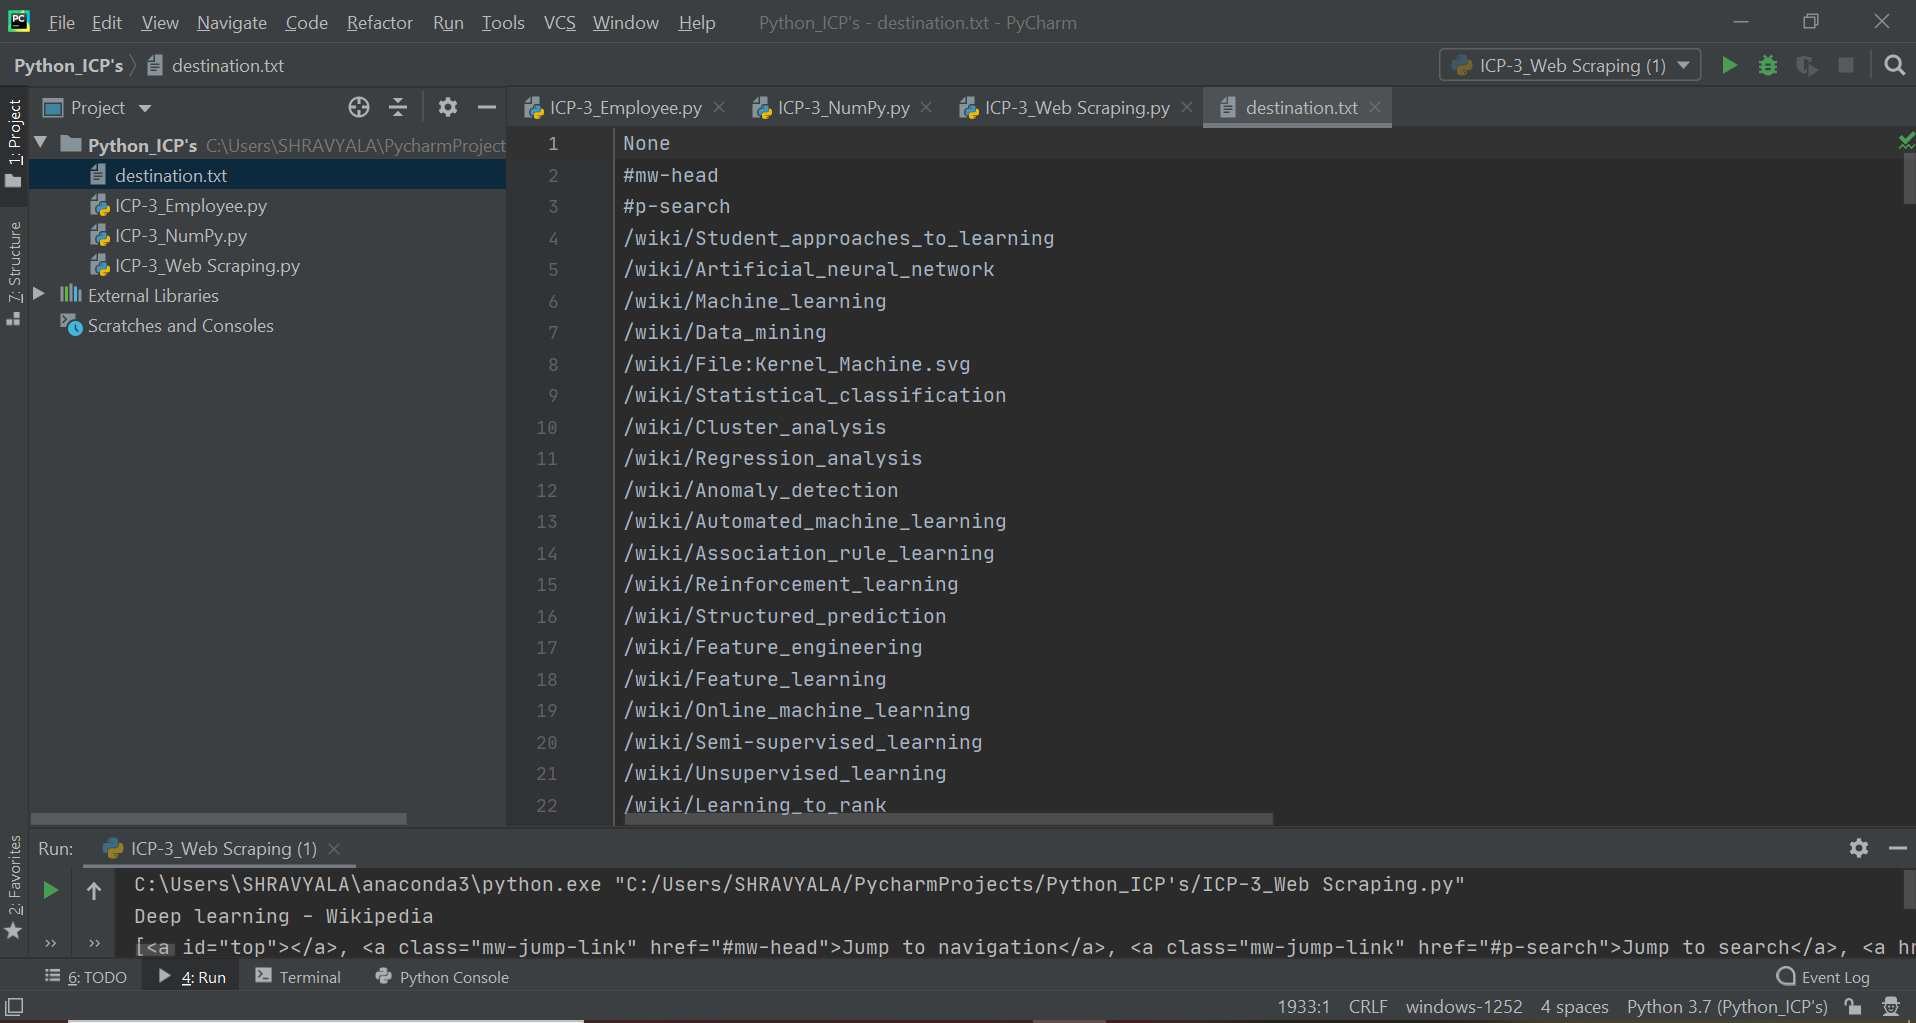 PC File Edit View Navigate Code Refactor Run Tools VCS Window Help Python_ICP's - destination.txt - PyCharm
Python_ICP's destination.txt ICP-3_Web Scraping (1)
1: Project
7: Structure
2: Favorites
Project
Python_ICP's C:\Users\SHRAVYALA\PycharmProject
destination.txt
ICP-3_Employee.py
ICP-3_NumPy.py
ICP-3_Web Scraping.py
External Libraries
Scratches and Consoles
ICP-3_Employee.py ICP-3_NumPy.py ICP-3_Web Scraping.py destination.txt
1 None
2 #mw-head
3 #p-search
4 /wiki/Student_approaches_to_learning
5 /wiki/Artificial_neural_network
6 /wiki/Machine_learning
7 /wiki/Data_mining
8 /wiki/File:Kernel_Machine.svg
9 /wiki/Statistical_classification
10 /wiki/Cluster_analysis
11 /wiki/Regression_analysis
12 /wiki/Anomaly_detection
13 /wiki/Automated_machine_learning
14 /wiki/Association_rule_learning
15 /wiki/Reinforcement_learning
16 /wiki/Structured_prediction
17 /wiki/Feature_engineering
18 /wiki/Feature_learning
19 /wiki/Online_machine_learning
20 /wiki/Semi-supervised_learning
21 /wiki/Unsupervised_learning
22 /wiki/Learning_to_rank
Run: ICP-3_Web Scraping (1)
C:\Users\SHRAVYALA\anaconda3\python.exe "C:/Users/SHRAVYALA/PycharmProjects/Python_ICP's/ICP-3_Web Scraping.py"
Deep learning - Wikipedia
[<a id="top"></a>, <a class="mw-jump-link" href="#mw-head">Jump to navigation</a>, <a class="mw-jump-link" href="#p-search">Jump to search</a>, <a hr
6: TODO 4: Run Terminal Python Console Event Log
1933:1 CRLF windows-1252 4 spaces Python 3.7 (Python_ICP's)